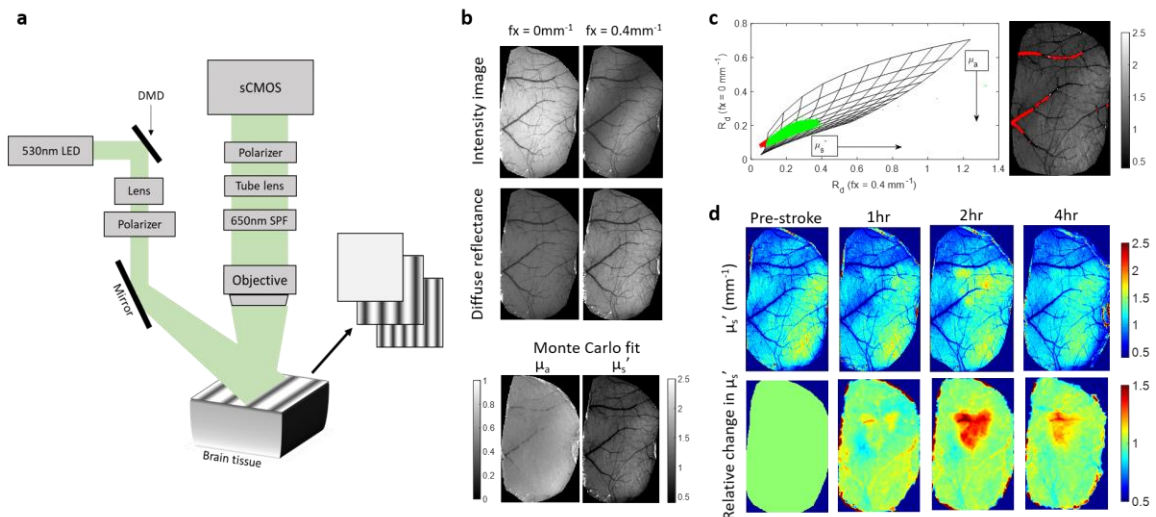 a
sCMOS
DMD
530nm LED
Polarizer
Lens
Tube lens
Polarizer
650nm SPF
Objective
Mirror
Brain tissue
b
fx = 0mm⁻¹ fx = 0.4mm⁻¹
Intensity image
Diffuse reflectance
Monte Carlo fit
μₐ μₛ'
1
0.8
0.6
0.4
0.2
0
2.5
2
1.5
1
0.5
c
0.8
0.6
0.4
0.2
0
R_d (fx = 0 mm⁻¹)
μₐ
μₛ'
0 0.2 0.4 0.6 0.8 1 1.2 1.4
R_d (fx = 0.4 mm⁻¹)
2.5
2
1.5
1
0.5
d
Pre-stroke 1hr 2hr 4hr
μₛ' (mm⁻¹)
2.5
2
1.5
1
0.5
Relative change in μₛ'
1.5
1
0.5